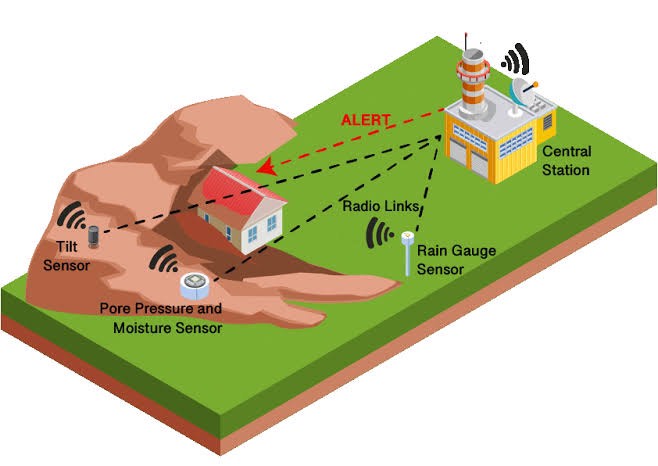 ALERT
Central
Station
Radio Links
Tilt
Sensor
Rain Gauge
Sensor
Pore Pressure and
Moisture Sensor